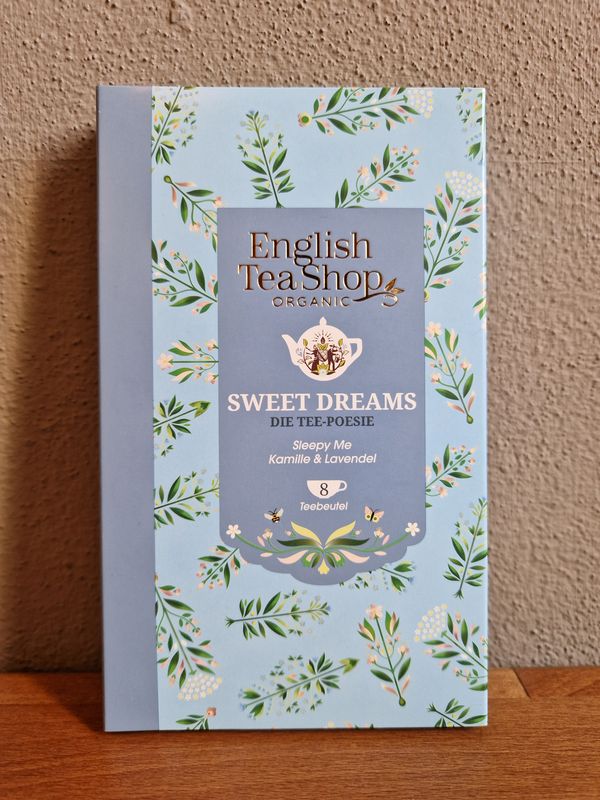 English
Tea Shop
ORGANIC
SWEET DREAMS
DIE TEE-POESIE
Sleepy Me
Kamille & Lavendel
8
Teebeutel